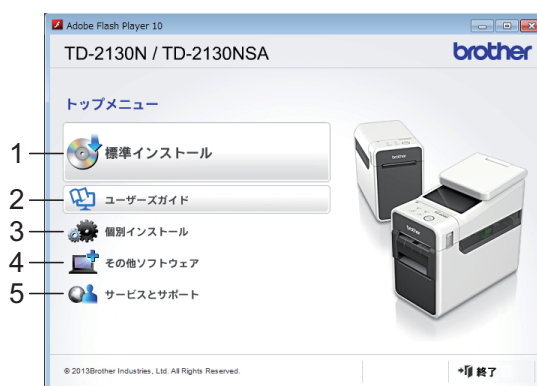 Adobe Flash Player 10
TD-2130N / TD-2130NSA
brother
トップメニュー
1
標準インストール
2
ユーザーズガイド
3
個別インストール
4
その他ソフトウェア
5
サービスとサポート
brother
brother
© 2013Brother Industries, Ltd. All Rights Reserved.
終了